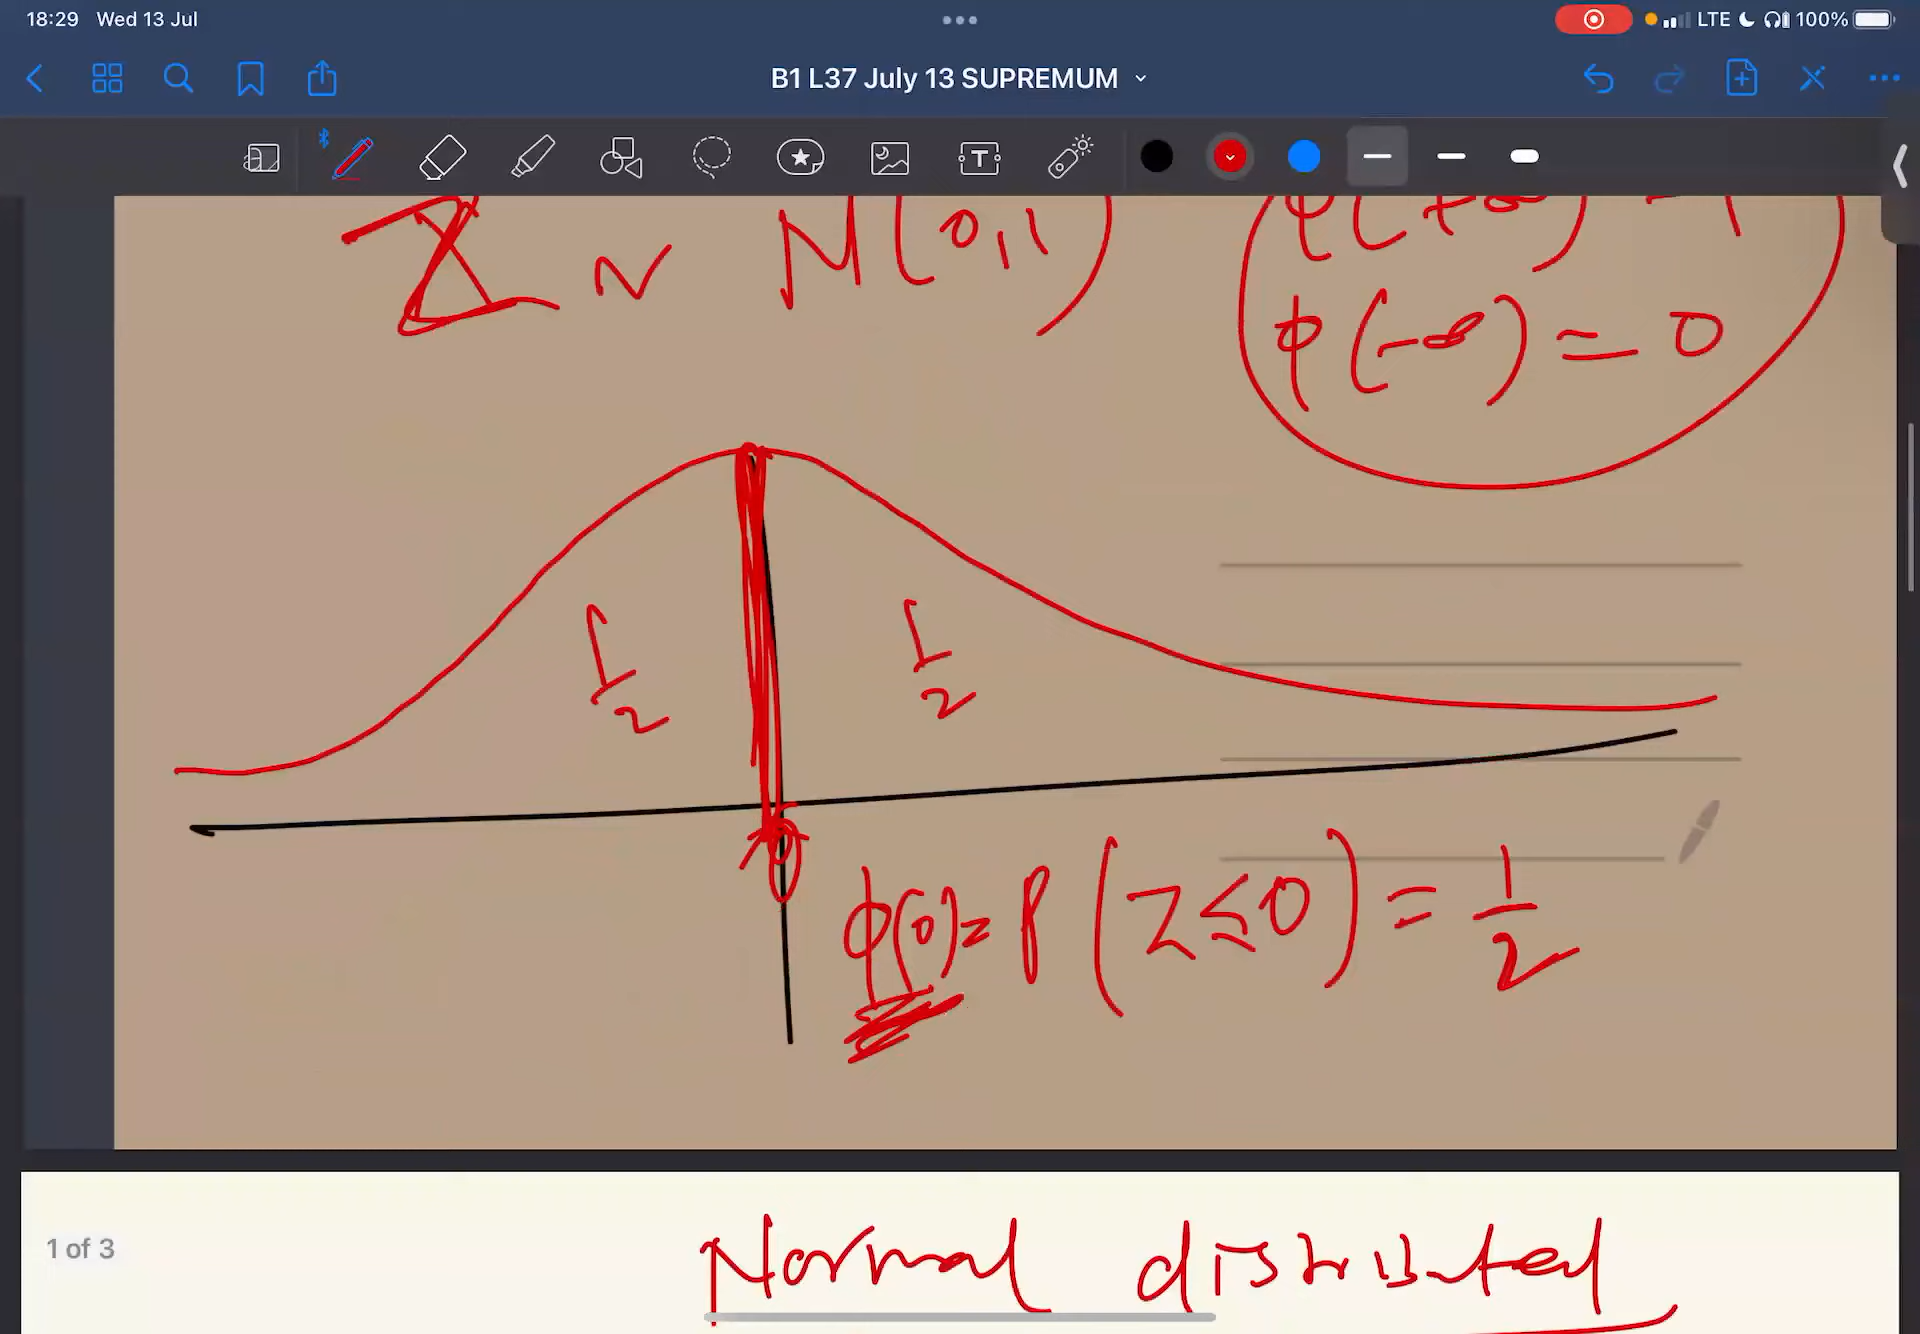 18:29 Wed 13 Jul
LTE 100%
B1 L37 July 13 SUPREMUM
Z ~ N(0,1)
φ(+∞) = 1
φ(-∞) = 0
1/2 1/2
0
φ(0) = P(Z ≤ 0) = 1/2
1 of 3
Normal distributed